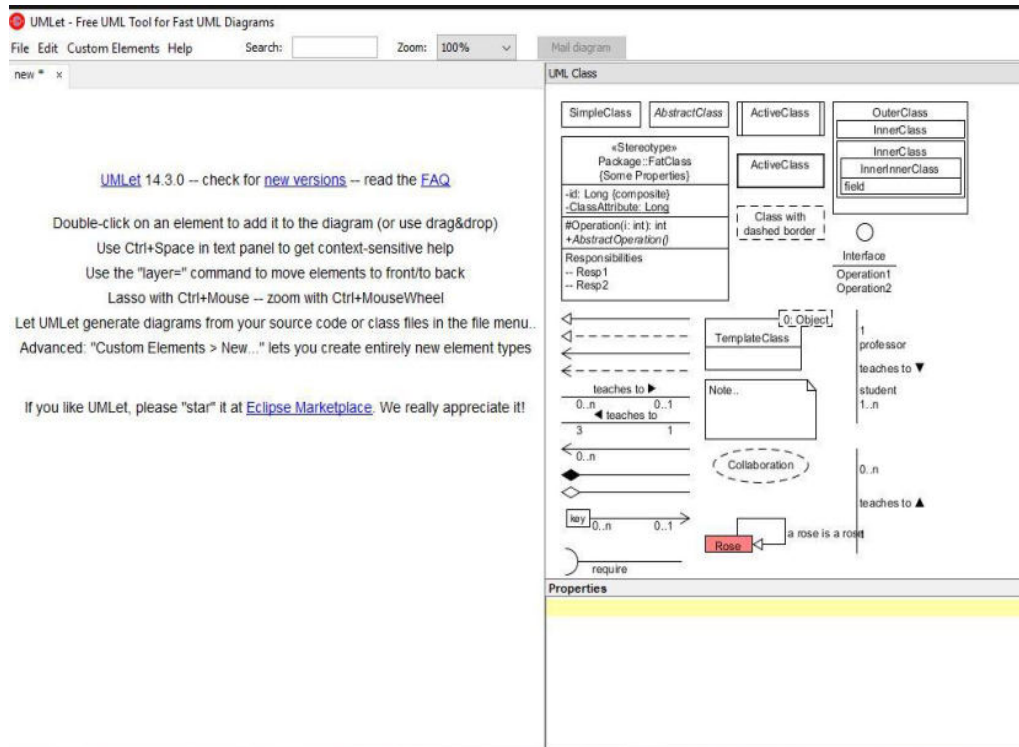 UMLet - Free UML Tool for Fast UML Diagrams
File Edit Custom Elements Help Search: Zoom: 100% Mail diagram
new * x
UMLet 14.3.0 -- check for new versions -- read the FAQ
Double-click on an element to add it to the diagram (or use drag&drop)
Use Ctrl+Space in text panel to get context-sensitive help
Use the "layer=" command to move elements to front/to back
Lasso with Ctrl+Mouse -- zoom with Ctrl+MouseWheel
Let UMLet generate diagrams from your source code or class files in the file menu..
Advanced: "Custom Elements > New..." lets you create entirely new element types
If you like UMLet, please "star" it at Eclipse Marketplace. We really appreciate it!
UML Class
SimpleClass
AbstractClass
ActiveClass
OuterClass
InnerClass
InnerClass
InnerInnerClass
field
«Stereotype»
Package::FatClass
{Some Properties}
-id: Long {composite}
-ClassAttribute: Long
#Operation(i: int): int
+AbstractOperation()
Responsibilities
-- Resp1
-- Resp2
ActiveClass
Class with
dashed border
Interface
Operation1
Operation2
0: Object
TemplateClass
1
professor
teaches to ▼
student
1..n
teaches to ▶
0..n 0..1
◀ teaches to
3 1
Note..
0..n
Collaboration
0..n
teaches to ▲
key
0..n 0..1
Rose
a rose is a rose
require
Properties